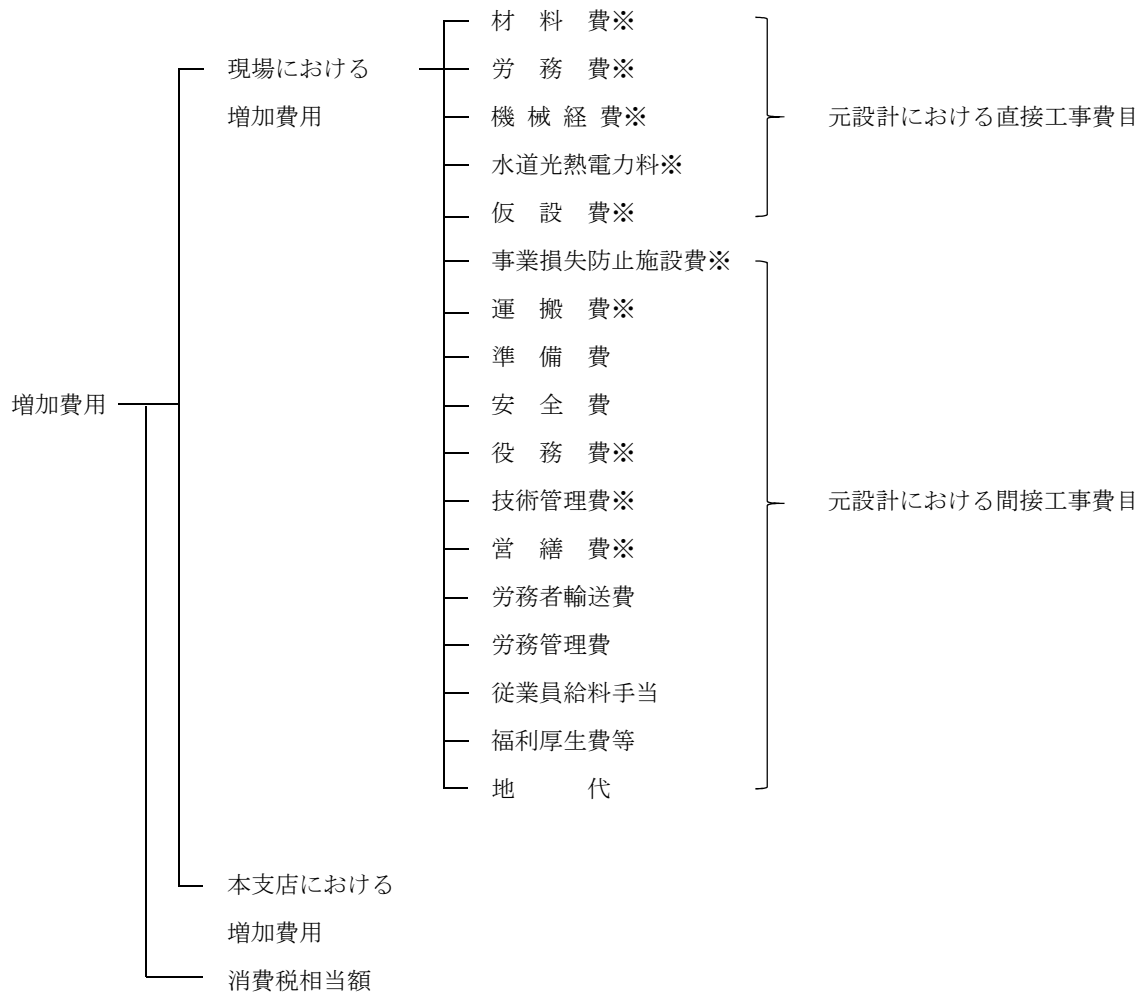 材　料　費※
現場における　労　務　費※
増加費用　機 械 経 費※　元設計における直接工事費目
水道光熱電力料※
仮　設　費※
事業損失防止施設費※
運　搬　費※
準　備　費
増加費用　安　全　費
役　務　費※
技術管理費※　元設計における間接工事費目
営　繕　費※
労務者輸送費
労務管理費
従業員給料手当
福利厚生費等
地　　　代
本支店における
増加費用
消費税相当額